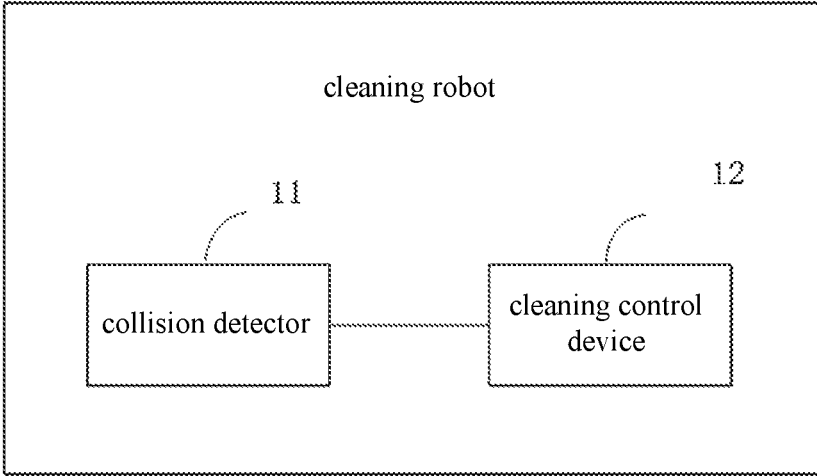 cleaning robot
11
12
collision detector
cleaning control
device